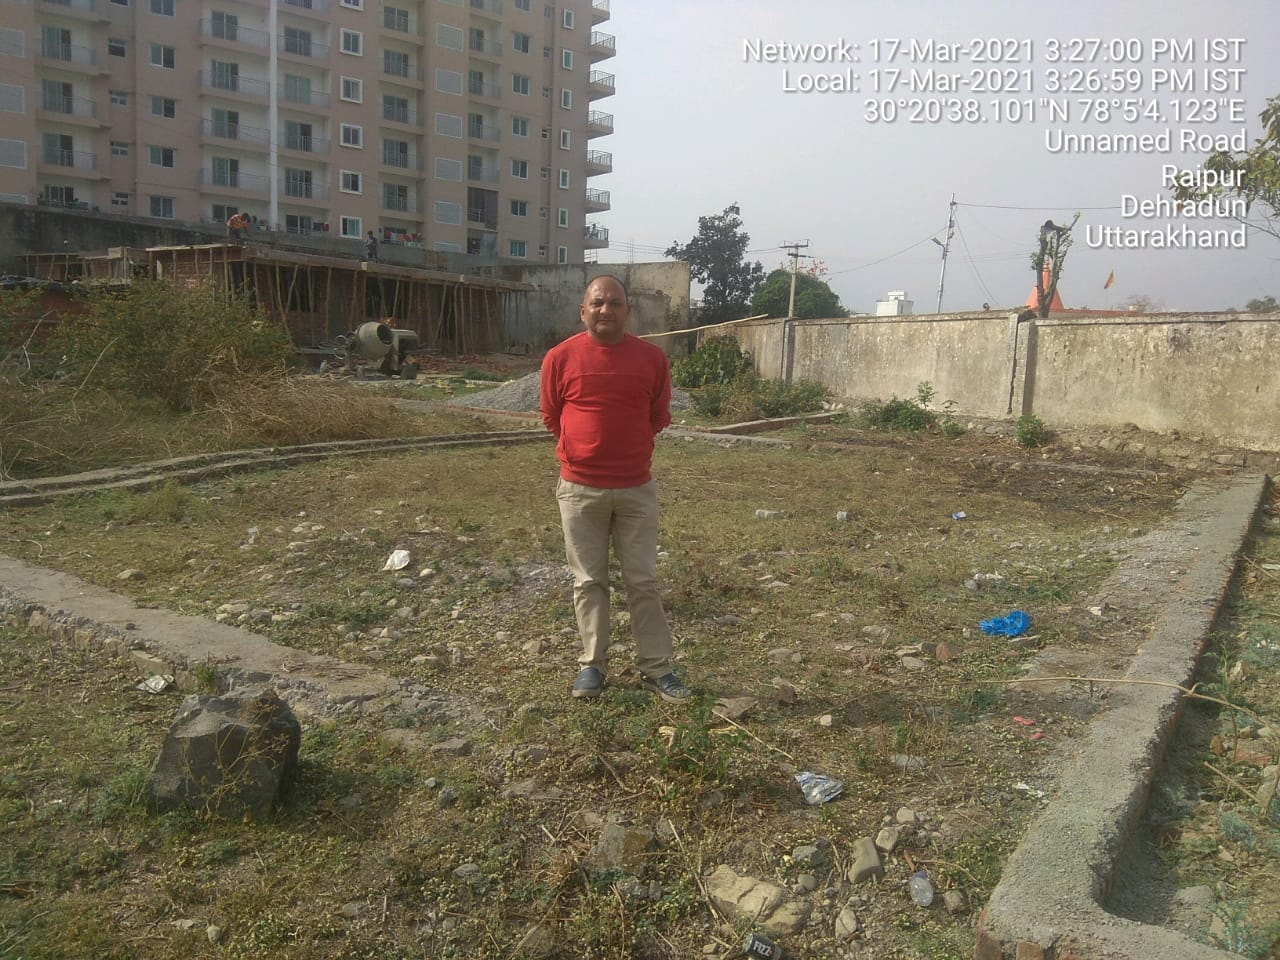 Network: 17-Mar-2021 3:27:00 PM IST
Local: 17-Mar-2021 3:26:59 PM IST
30°20'38.101"N 78°5'4.123"E
Unnamed Road
Raipur
Dehradun
Uttarakhand
FIZZ